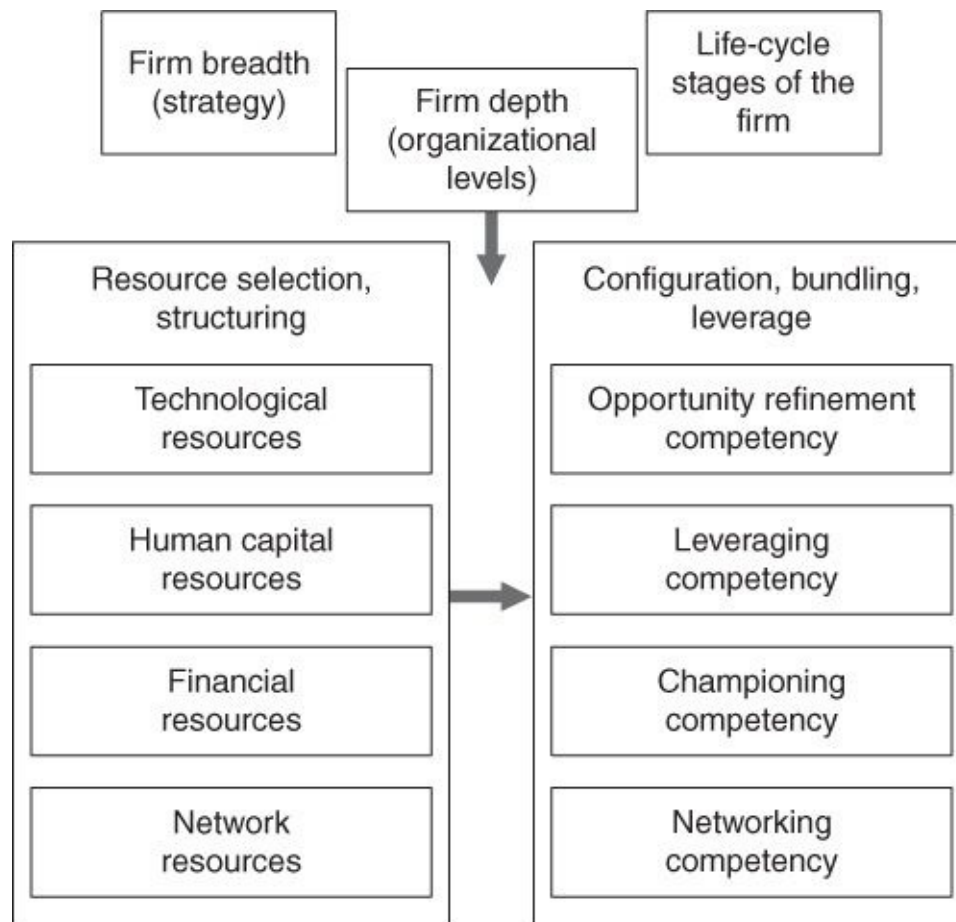 Firm breadth
(strategy)
Firm depth
(organizational
levels)
Life-cycle
stages of the
firm
Resource selection,
structuring
Technological
resources
Human capital
resources
Financial
resources
Network
resources
Configuration, bundling,
leverage
Opportunity refinement
competency
Leveraging
competency
Championing
competency
Networking
competency